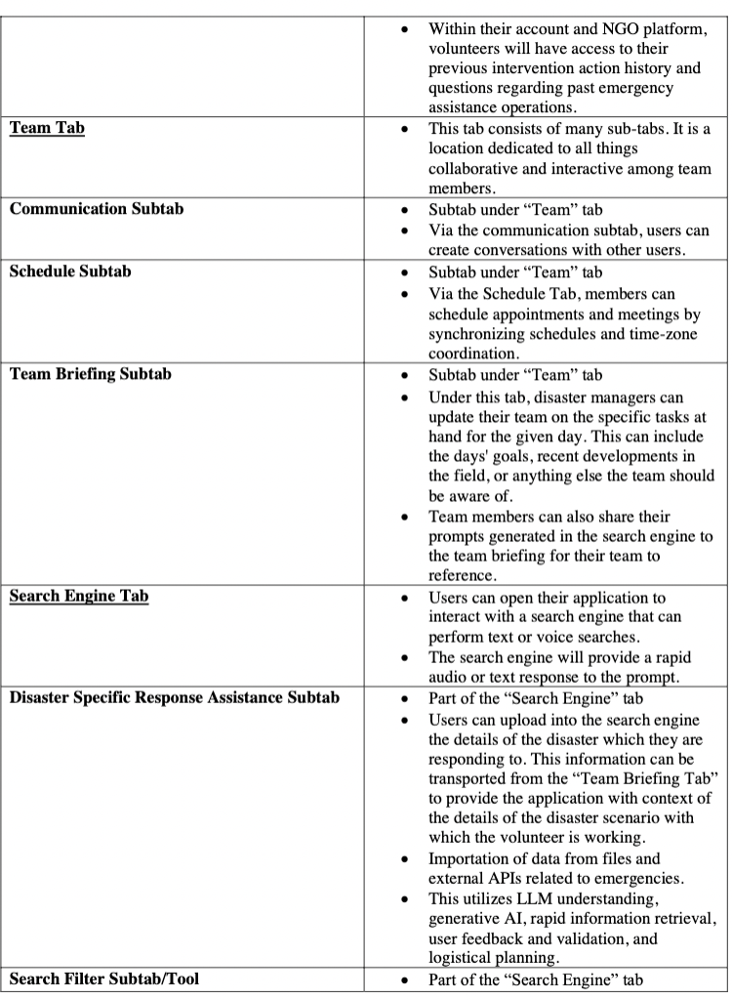 • Within their account and NGO platform,
volunteers will have access to their
previous intervention action history and
questions regarding past emergency
assistance operations.
Team Tab
• This tab consists of many sub-tabs. It is a
location dedicated to all things
collaborative and interactive among team
members.
Communication Subtab
• Subtab under “Team” tab
• Via the communication subtab, users can
create conversations with other users.
Schedule Subtab
• Subtab under “Team” tab
• Via the Schedule Tab, members can
schedule appointments and meetings by
synchronizing schedules and time-zone
coordination.
Team Briefing Subtab
• Subtab under “Team” tab
• Under this tab, disaster managers can
update their team on the specific tasks at
hand for the given day. This can include
the days' goals, recent developments in
the field, or anything else the team should
be aware of.
• Team members can also share their
prompts generated in the search engine to
the team briefing for their team to
reference.
Search Engine Tab
• Users can open their application to
interact with a search engine that can
perform text or voice searches.
• The search engine will provide a rapid
audio or text response to the prompt.
Disaster Specific Response Assistance Subtab
• Part of the “Search Engine” tab
• Users can upload into the search engine
the details of the disaster which they are
responding to. This information can be
transported from the “Team Briefing Tab”
to provide the application with context of
the details of the disaster scenario with
which the volunteer is working.
• Importation of data from files and
external APIs related to emergencies.
• This utilizes LLM understanding,
generative AI, rapid information retrieval,
user feedback and validation, and
logistical planning.
Search Filter Subtab/Tool
• Part of the “Search Engine” tab